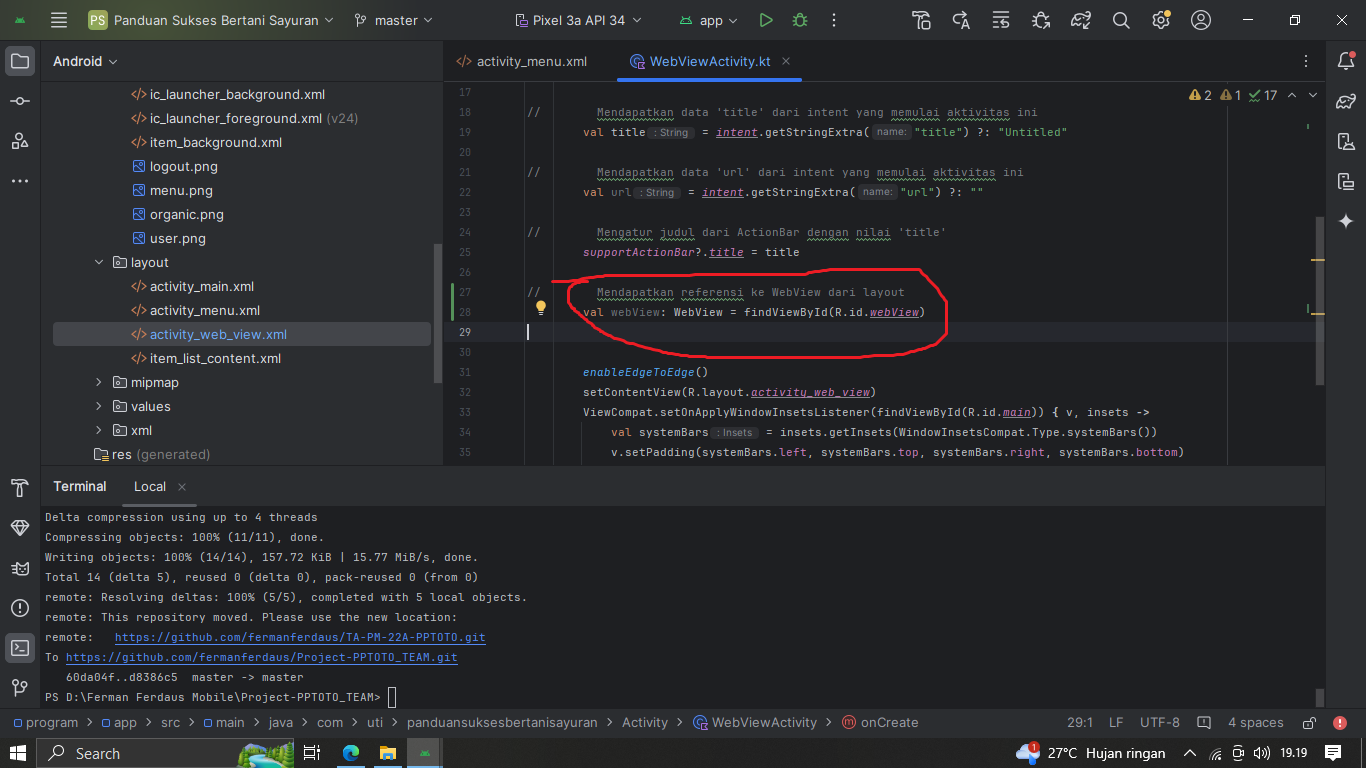 PS Panduan Sukses Bertani Sayuran master Pixel 3a API 34 app
Android activity_menu.xml WebViewActivity.kt
ic_launcher_background.xml
ic_launcher_foreground.xml (v24)
item_background.xml
logout.png
menu.png
organic.png
user.png
layout
activity_main.xml
activity_menu.xml
activity_web_view.xml
item_list_content.xml
mipmap
values
xml
res (generated)
2 1 17
17
18 // Mendapatkan data 'title' dari intent yang memulai aktivitas ini
19 val title : String = intent.getStringExtra( name: "title") ?: "Untitled"
20
21 // Mendapatkan data 'url' dari intent yang memulai aktivitas ini
22 val url : String = intent.getStringExtra( name: "url") ?: ""
23
24 // Mengatur judul dari ActionBar dengan nilai 'title'
25 supportActionBar?.title = title
26
27 // Mendapatkan referensi ke WebView dari layout
28 val webView: WebView = findViewById(R.id.webView)
29
30
31 enableEdgeToEdge()
32 setContentView(R.layout.activity_web_view)
33 ViewCompat.setOnApplyWindowInsetsListener(findViewById(R.id.main)) { v, insets ->
34 val systemBars : Insets = insets.getInsets(WindowInsetsCompat.Type.systemBars())
35 v.setPadding(systemBars.left, systemBars.top, systemBars.right, systemBars.bottom)
Terminal Local
Delta compression using up to 4 threads
Compressing objects: 100% (11/11), done.
Writing objects: 100% (14/14), 157.72 KiB | 15.77 MiB/s, done.
Total 14 (delta 5), reused 0 (delta 0), pack-reused 0 (from 0)
remote: Resolving deltas: 100% (5/5), completed with 5 local objects.
remote: This repository moved. Please use the new location:
remote: https://github.com/fermanferdaus/TA-PM-22A-PPTOTO.git
To https://github.com/fermanferdaus/Project-PPTOTO_TEAM.git
60da04f..d8386c5 master -> master
PS D:\Ferman Ferdaus Mobile\Project-PPTOTO_TEAM>
program > app > src > main > java > com > uti > panduansuksesbertanisayuran > Activity > WebViewActivity > onCreate 29:1 LF UTF-8 4 spaces
Search 1 27°C Hujan ringan 19.19